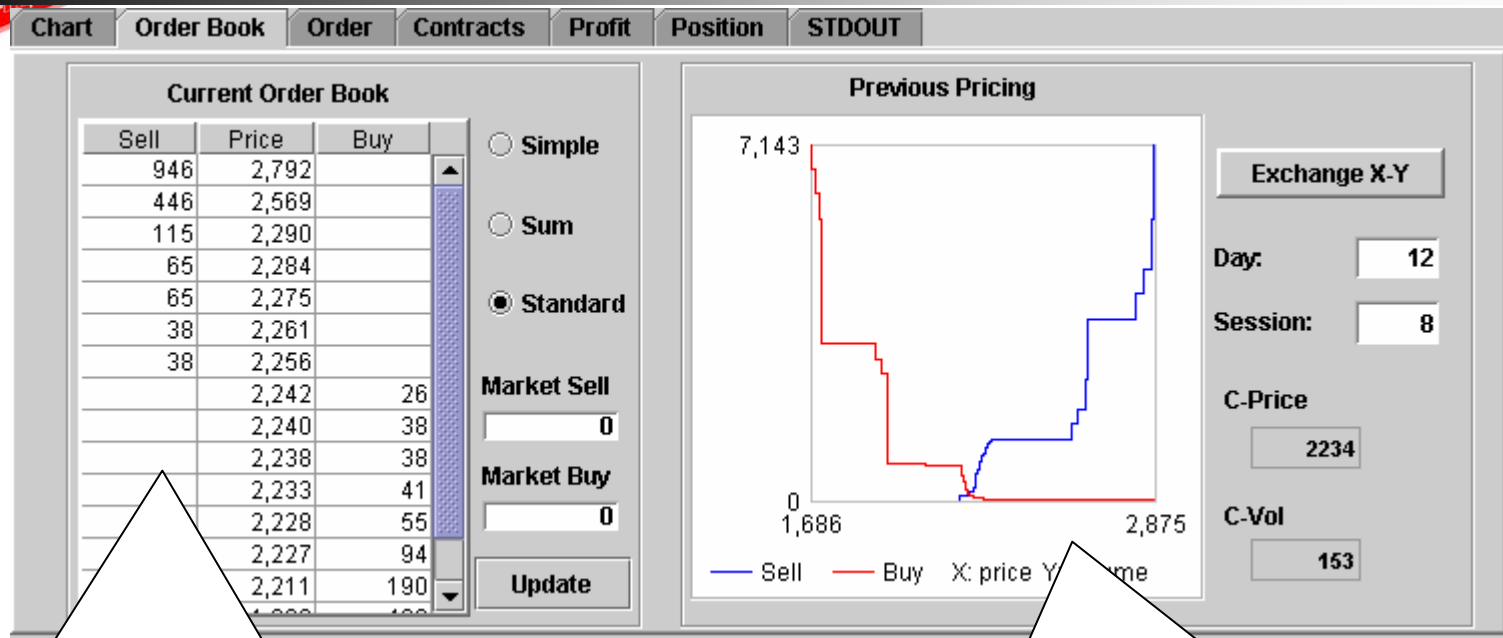 Chart Order Book Order Contracts Profit Position STDOUT
Current Order Book
Sell Price Buy
946 2,792
446 2,569
115 2,290
65 2,284
65 2,275
38 2,261
38 2,256
2,242 26
2,240 38
2,238 38
2,233 41
2,228 55
2,227 94
2,211 190
Simple
Sum
Standard
Market Sell
0
Market Buy
0
Update
Previous Pricing
7,143
0
1,686 2,875
Sell Buy X: price
Exchange X-Y
Day: 12
Session: 8
C-Price
2234
C-Vol
153